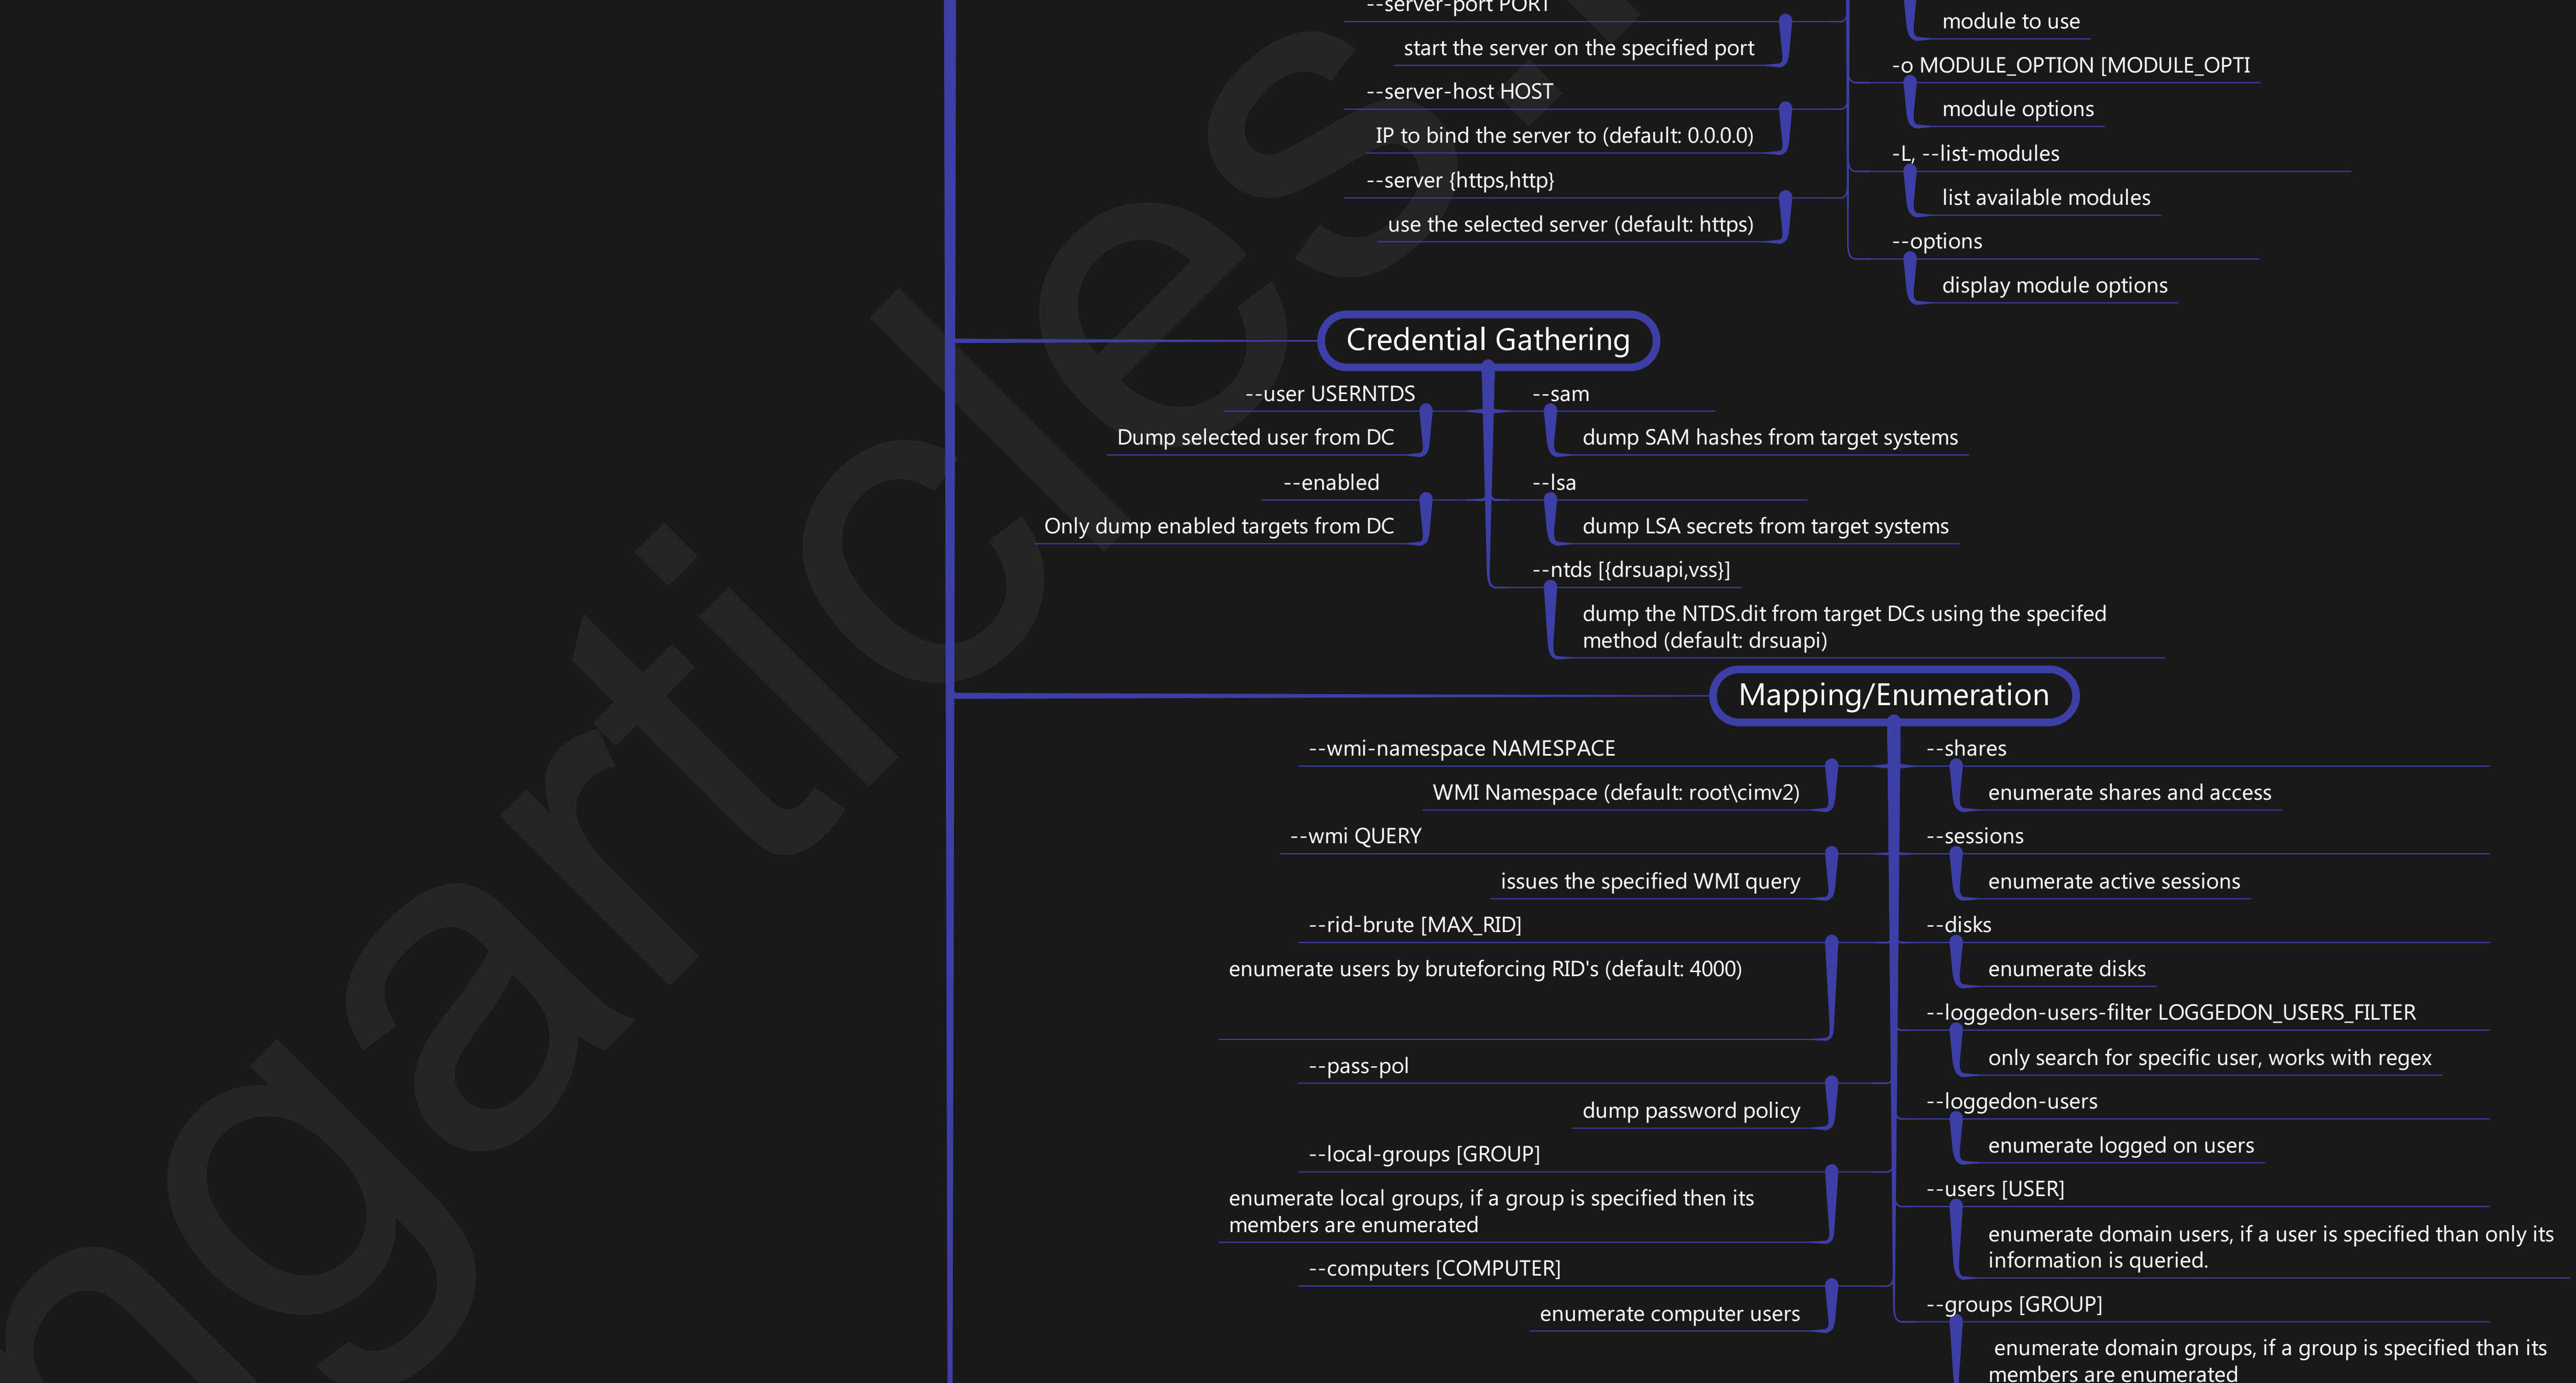 --server-port PORT
start the server on the specified port
--server-host HOST
IP to bind the server to (default: 0.0.0.0)
--server {https,http}
use the selected server (default: https)
module to use
-o MODULE_OPTION [MODULE_OPTI
module options
-L, --list-modules
list available modules
--options
display module options
Credential Gathering
--user USERNTDS
Dump selected user from DC
--enabled
Only dump enabled targets from DC
--sam
dump SAM hashes from target systems
--lsa
dump LSA secrets from target systems
--ntds [{drsuapi,vss}]
dump the NTDS.dit from target DCs using the specifed
method (default: drsuapi)
Mapping/Enumeration
--wmi-namespace NAMESPACE
WMI Namespace (default: root\cimv2)
--wmi QUERY
issues the specified WMI query
--rid-brute [MAX_RID]
enumerate users by bruteforcing RID's (default: 4000)
--pass-pol
dump password policy
--local-groups [GROUP]
enumerate local groups, if a group is specified then its
members are enumerated
--computers [COMPUTER]
enumerate computer users
--shares
enumerate shares and access
--sessions
enumerate active sessions
--disks
enumerate disks
--loggedon-users-filter LOGGEDON_USERS_FILTER
only search for specific user, works with regex
--loggedon-users
enumerate logged on users
--users [USER]
enumerate domain users, if a user is specified than only its
information is queried.
--groups [GROUP]
enumerate domain groups, if a group is specified than its
members are enumerated
ngarticles.